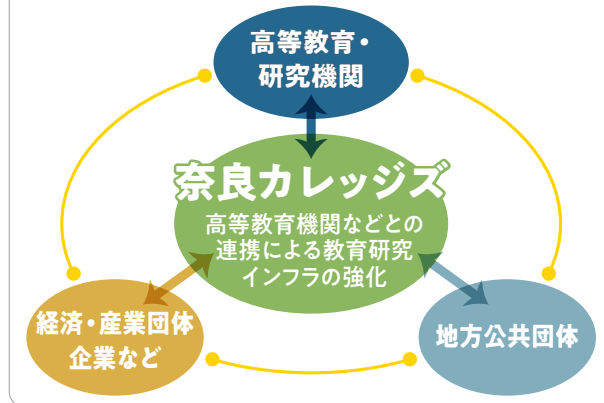 高等教育・
研究機関
奈良カレッジズ
高等教育機関などとの
連携による教育研究
インフラの強化
経済・産業団体
企業など
地方公共団体